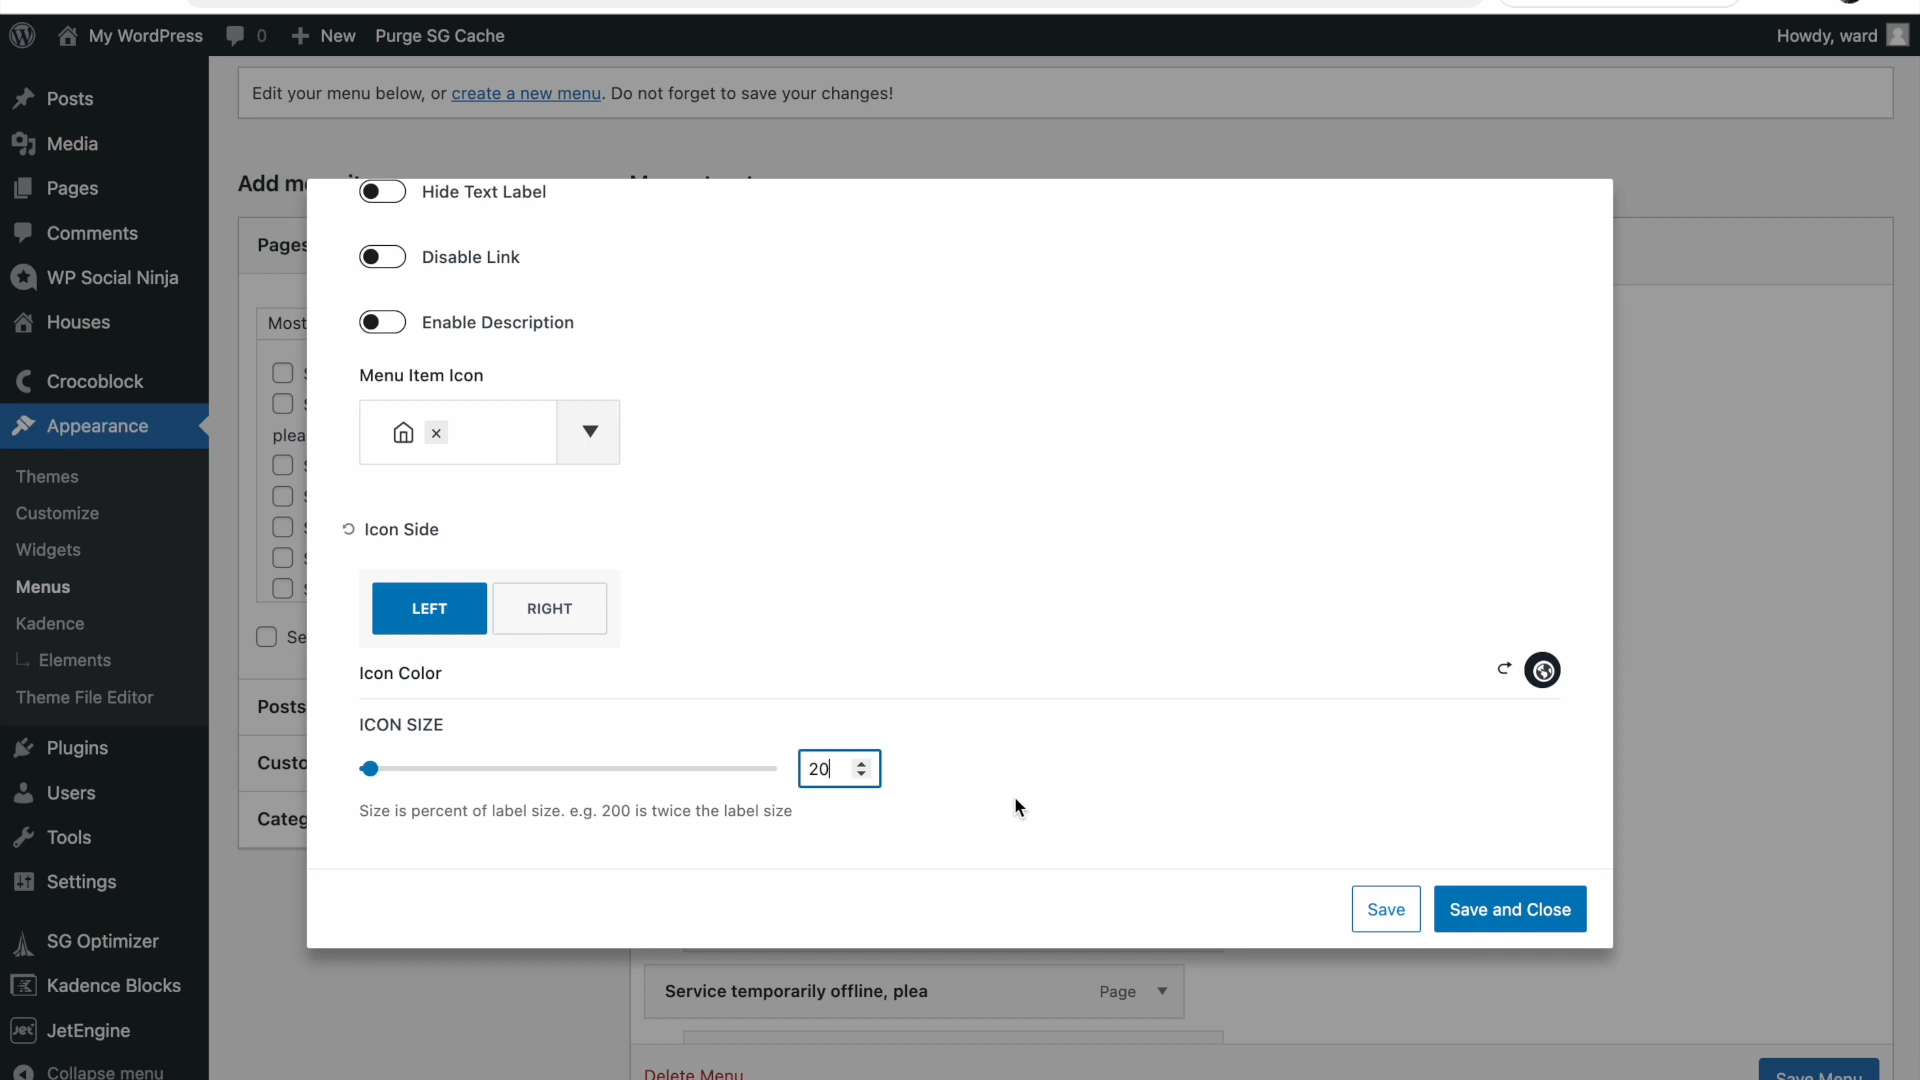 My WordPress
0
New
Purge SG Cache
Howdy, ward
Posts
Media
Pages
Comments
WP Social Ninja
Houses
Crocoblock
Appearance
Themes
Customize
Widgets
Menus
Kadence
Elements
Theme File Editor
Plugins
Users
Tools
Settings
SG Optimizer
Kadence Blocks
JetEngine
Collapse menu
Edit your menu below, or create a new menu. Do not forget to save your changes!
Add
Pages
Most
plea
Se
Posts
Custo
Categ
Hide Text Label
Disable Link
Enable Description
Menu Item Icon
Icon Side
LEFT
RIGHT
Icon Color
ICON SIZE
20
Size is percent of label size. e.g. 200 is twice the label size
Save
Save and Close
Service temporarily offline, plea
Page
Delete Menu
Save Menu